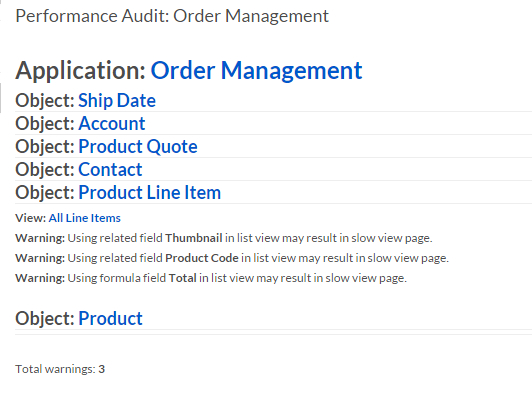 Performance Audit: Order Management
Application: Order Management
Object: Ship Date
Object: Account
Object: Product Quote
Object: Contact
Object: Product Line Item
View: All Line Items
Warning: Using related field Thumbnail in list view may result in slow view page.
Warning: Using related field Product Code in list view may result in slow view page.
Warning: Using formula field Total in list view may result in slow view page.
Object: Product
Total warnings: 3